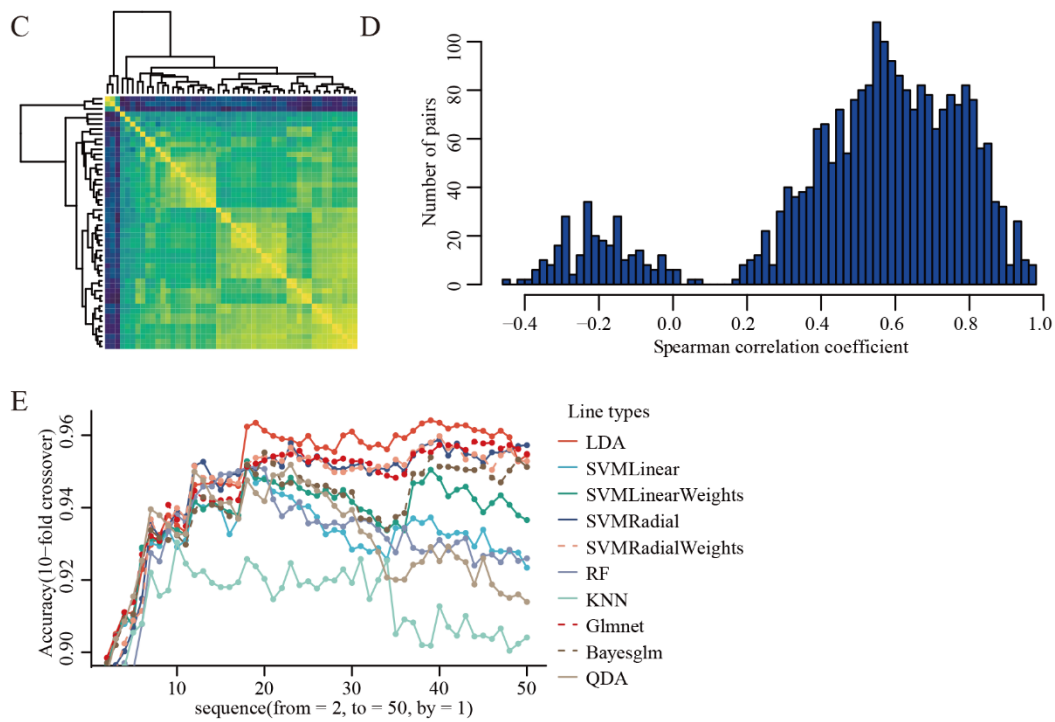 C
D
100
80
60
40
20
0
Number of pairs
−0.4
−0.2
0.0
0.2
0.4
0.6
0.8
1.0
Spearman correlation coefficient
E
0.96
0.94
0.92
0.90
Accuracy(10−fold crossover)
10
20
30
40
50
sequence(from = 2, to = 50, by = 1)
Line types
LDA
SVMLinear
SVMLinearWeights
SVMRadial
SVMRadialWeights
RF
KNN
Glmnet
Bayesglm
QDA